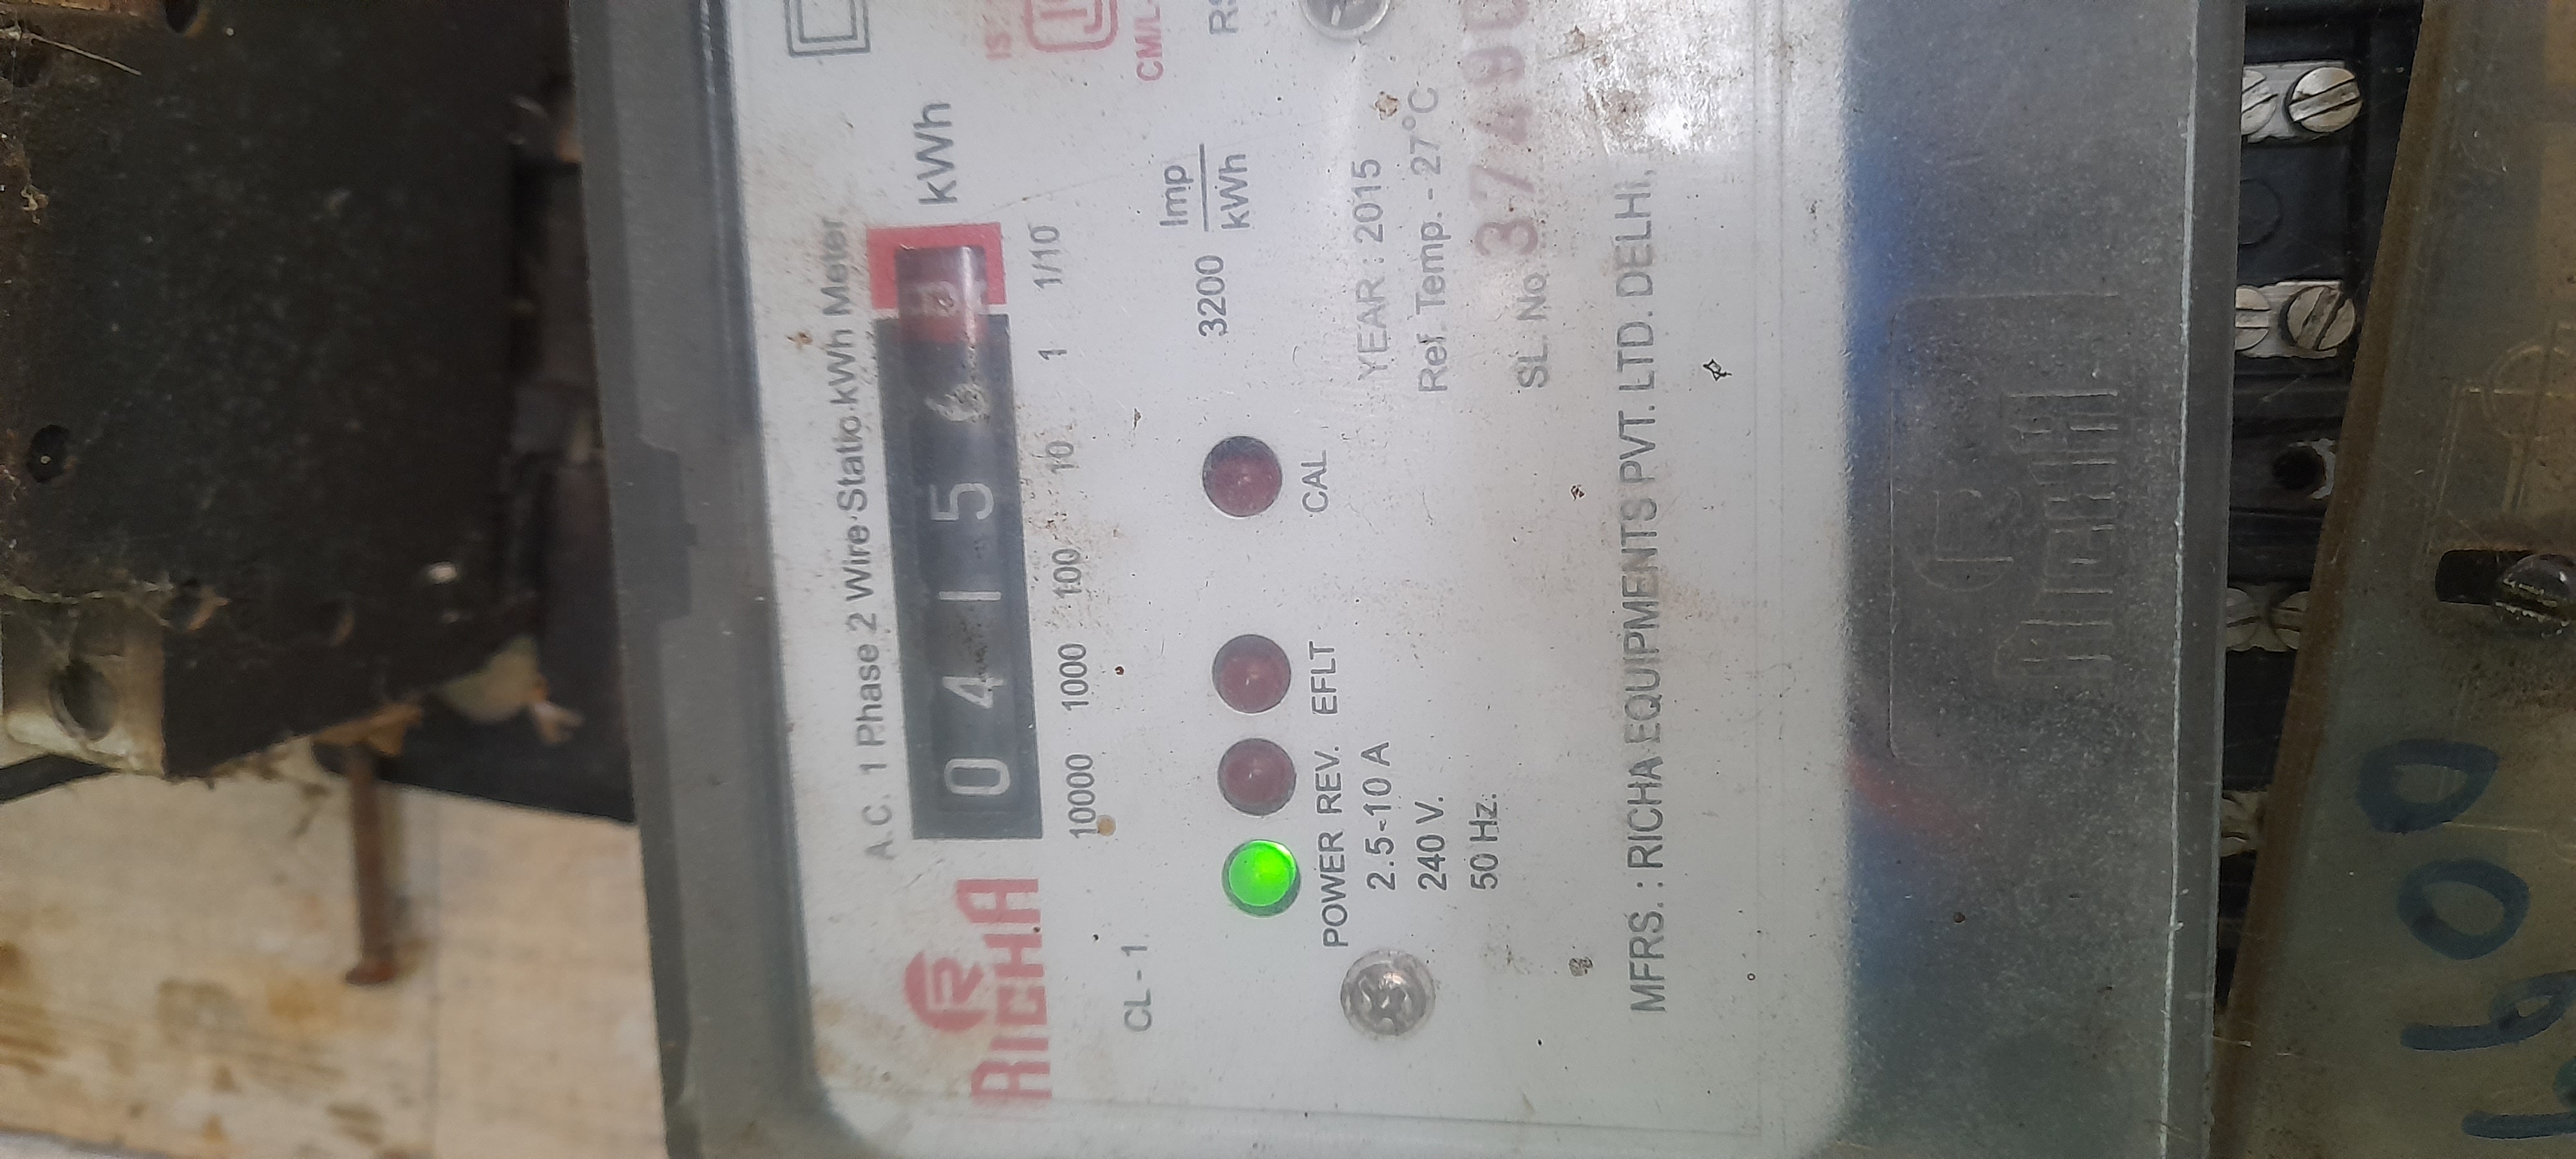 A.C. 1 Phase 2 Wire Static kWh Meter
RICHA
0 4 1 5 kWh
10000 1000 100 10 1 1/10
CL - 1
3200 Imp
kWh
POWER REV. EFLT CAL
2.5-10 A
240 V.
50 Hz.
YEAR : 2015
Ref. Temp. - 27°C
SL. No.
MFRS. : RICHA EQUIPMENTS PVT. LTD. DELHI.